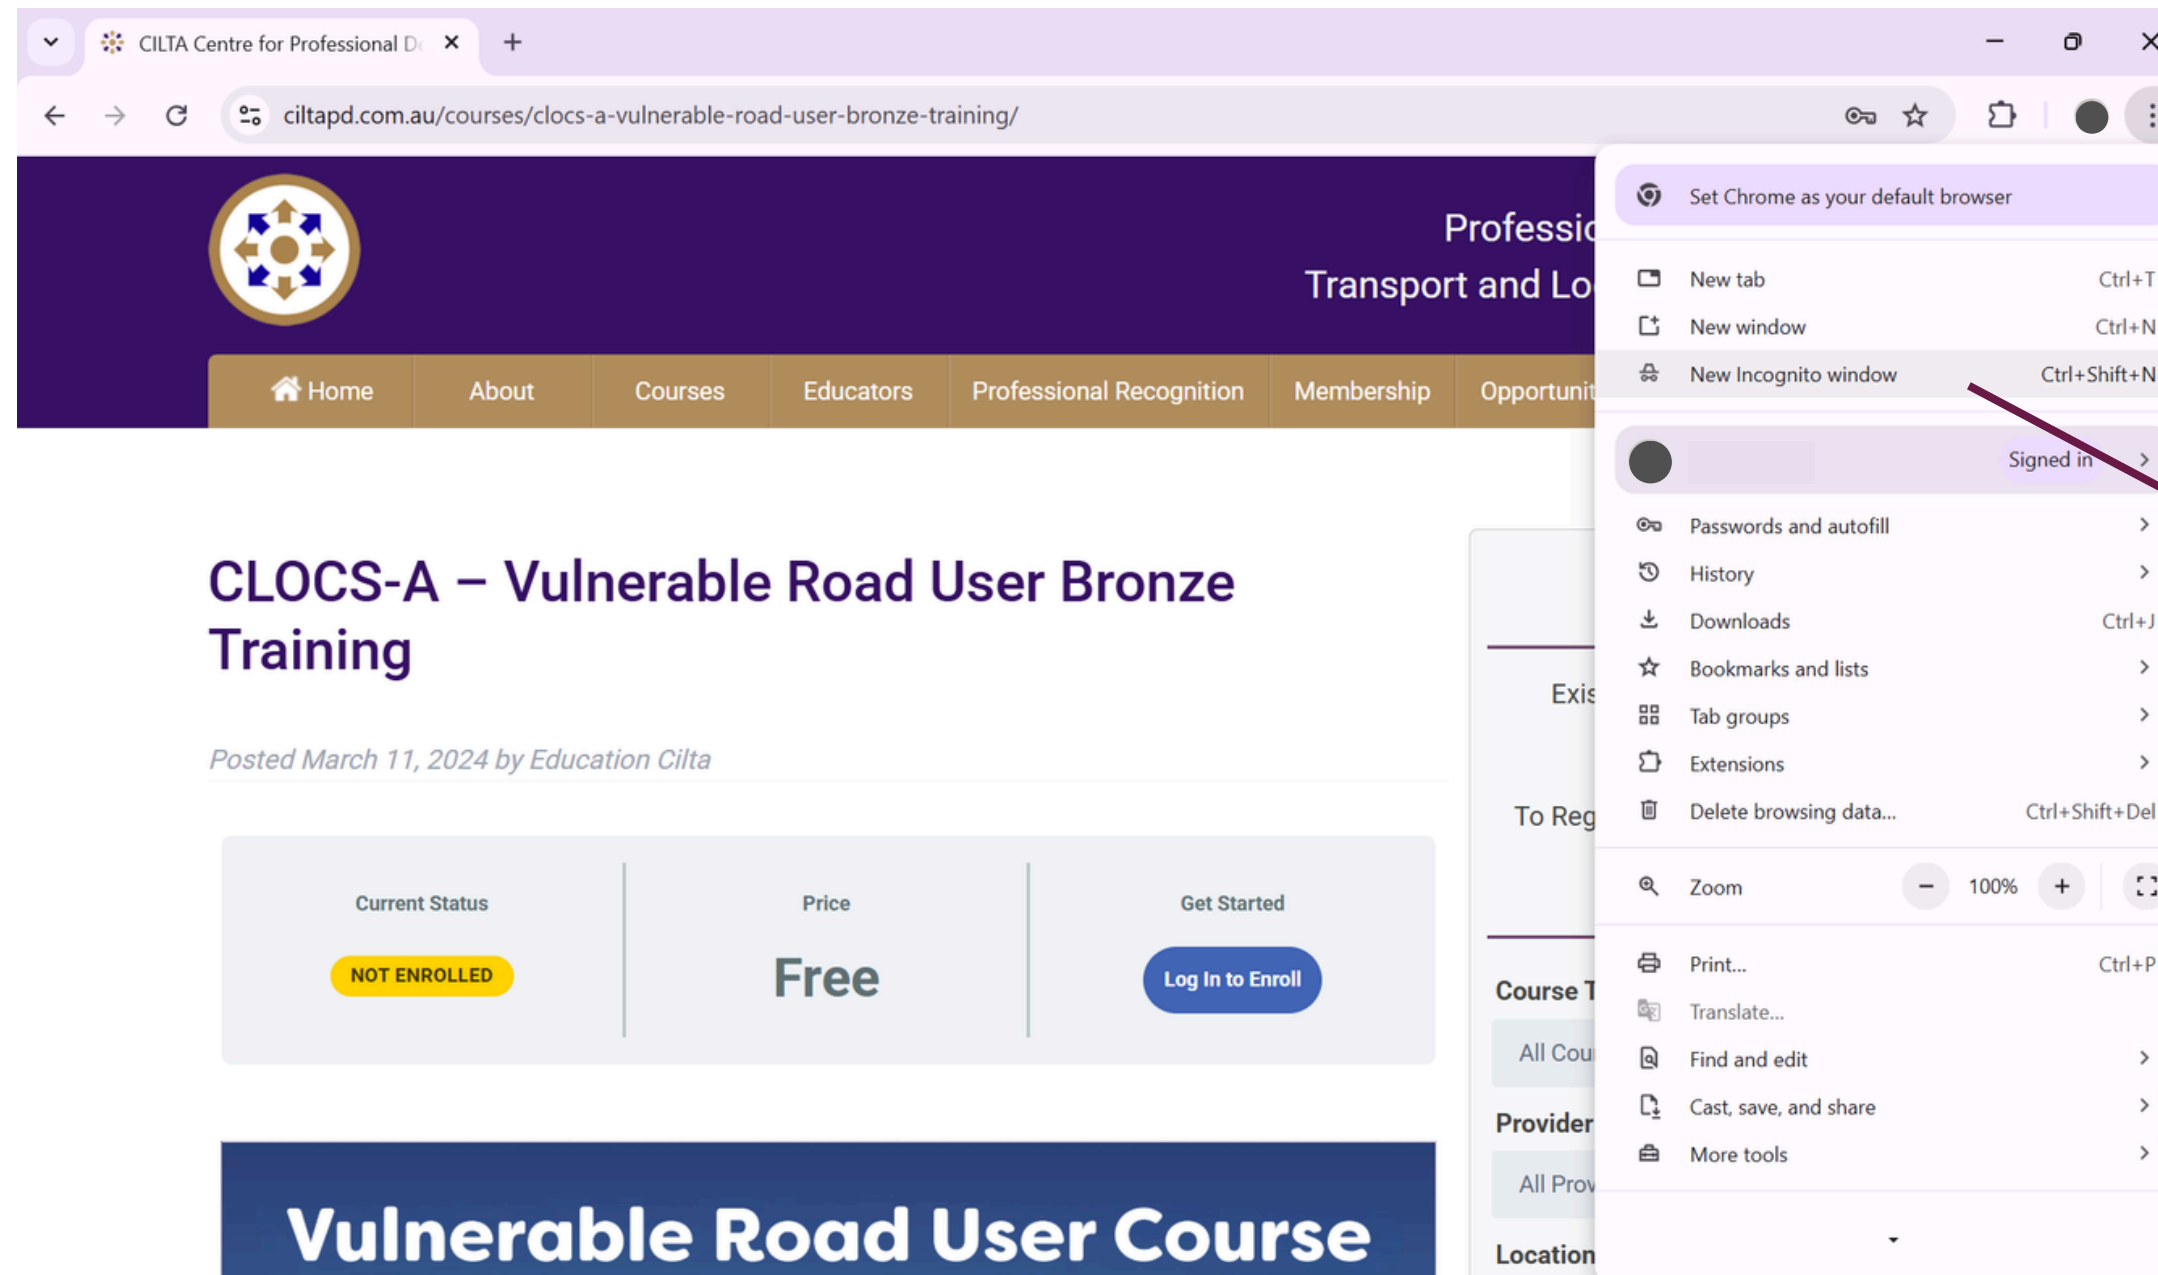 CILTA Centre for Professional De
ciltapd.com.au/courses/clocs-a-vulnerable-road-user-bronze-training/
Professio
Transport and Lo
Home About Courses Educators Professional Recognition Membership Opportunit
CLOCS-A – Vulnerable Road User Bronze
Training
Posted March 11, 2024 by Education Cilta
Current Status
NOT ENROLLED
Price
Free
Get Started
Log In to Enroll
Vulnerable Road User Course
Exis
To Reg
Course T
All Cou
Provider
All Prov
Location
Set Chrome as your default browser
New tab Ctrl+T
New window Ctrl+N
New Incognito window Ctrl+Shift+N
Signed in
Passwords and autofill
History
Downloads Ctrl+J
Bookmarks and lists
Tab groups
Extensions
Delete browsing data... Ctrl+Shift+Del
Zoom − 100% +
Print... Ctrl+P
Translate...
Find and edit
Cast, save, and share
More tools